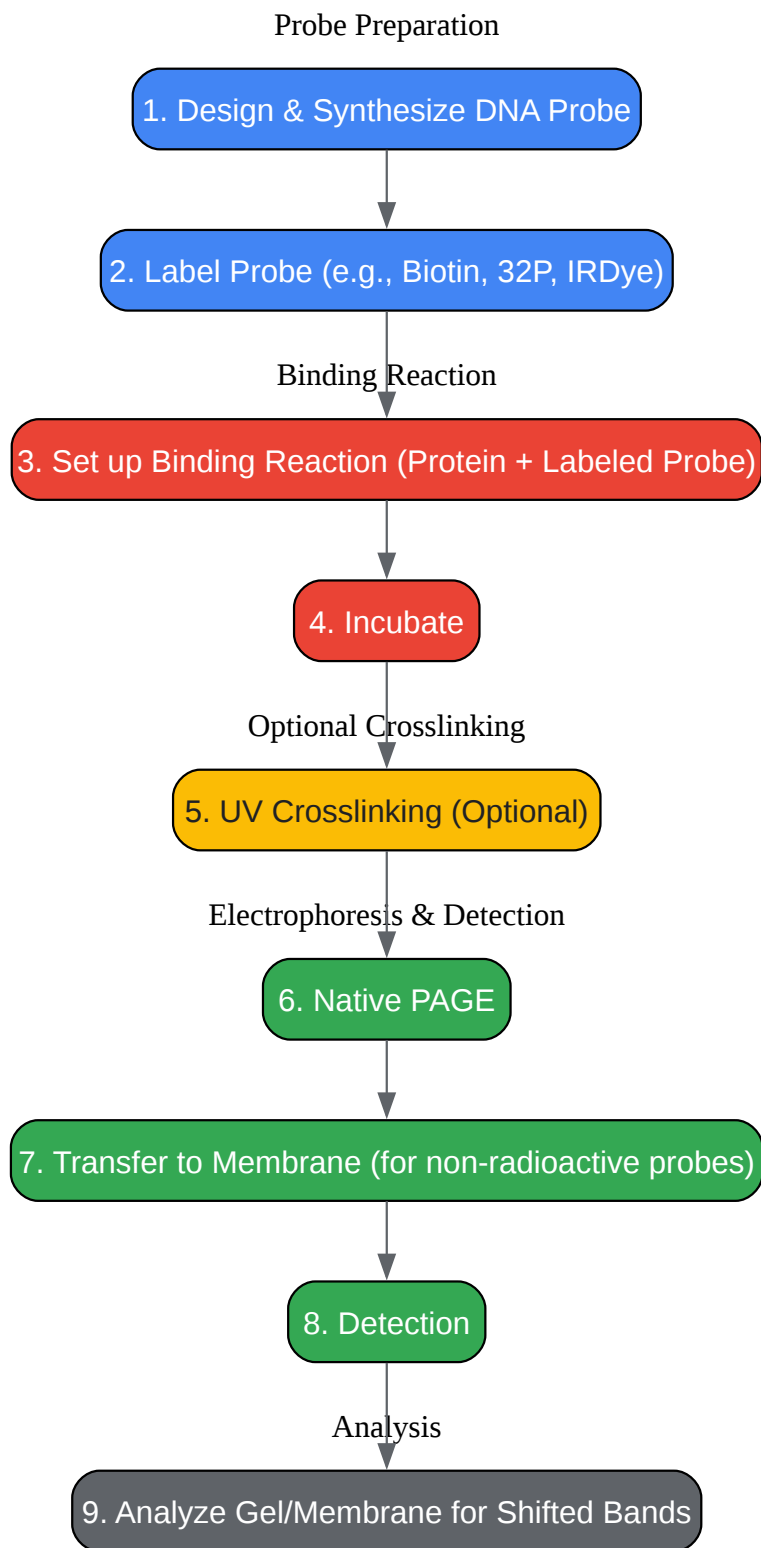 Probe Preparation
1. Design & Synthesize DNA Probe
2. Label Probe (e.g., Biotin, 32P, IRDye)
Binding Reaction
3. Set up Binding Reaction (Protein + Labeled Probe)
4. Incubate
Optional Crosslinking
5. UV Crosslinking (Optional)
Electrophoresis & Detection
6. Native PAGE
7. Transfer to Membrane (for non-radioactive probes)
8. Detection
Analysis
9. Analyze Gel/Membrane for Shifted Bands